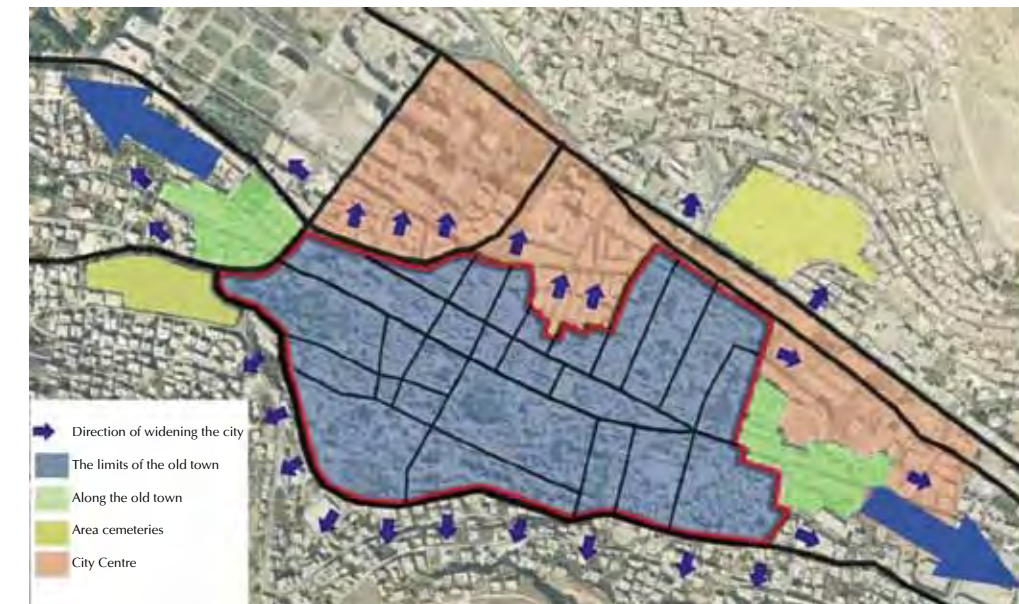 Direction of widening the city
The limits of the old town
Along the old town
Area cemeteries
City Centre